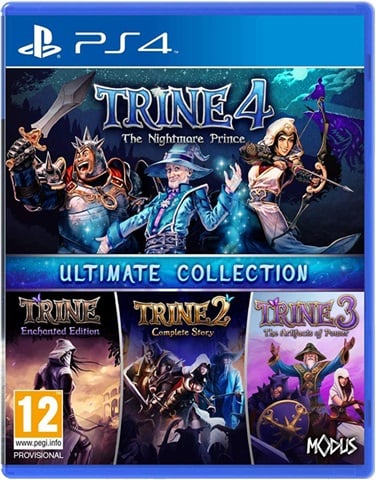 PS4
TRINE 4
The Nightmare Prince
ULTIMATE COLLECTION
TRINE
Enchanted Edition
TRINE 2
Complete Story
TRINE 3
The Artifacts of Power
12
www.pegi.info
PROVISIONAL
MODUS